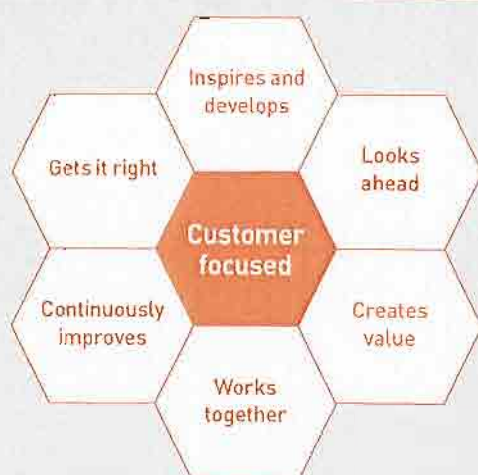 Inspires and
develops
Gets it right
Looks
ahead
Customer
focused
Continuously
improves
Creates
value
Works
together